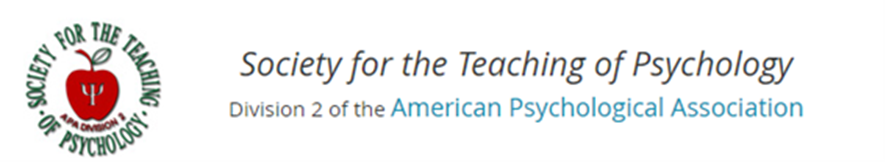 SOCIETY FOR THE TEACHING
· OF PSYCHOLOGY ·
Ψ
APA DIVISION 2
Society for the Teaching of Psychology
Division 2 of the American Psychological Association